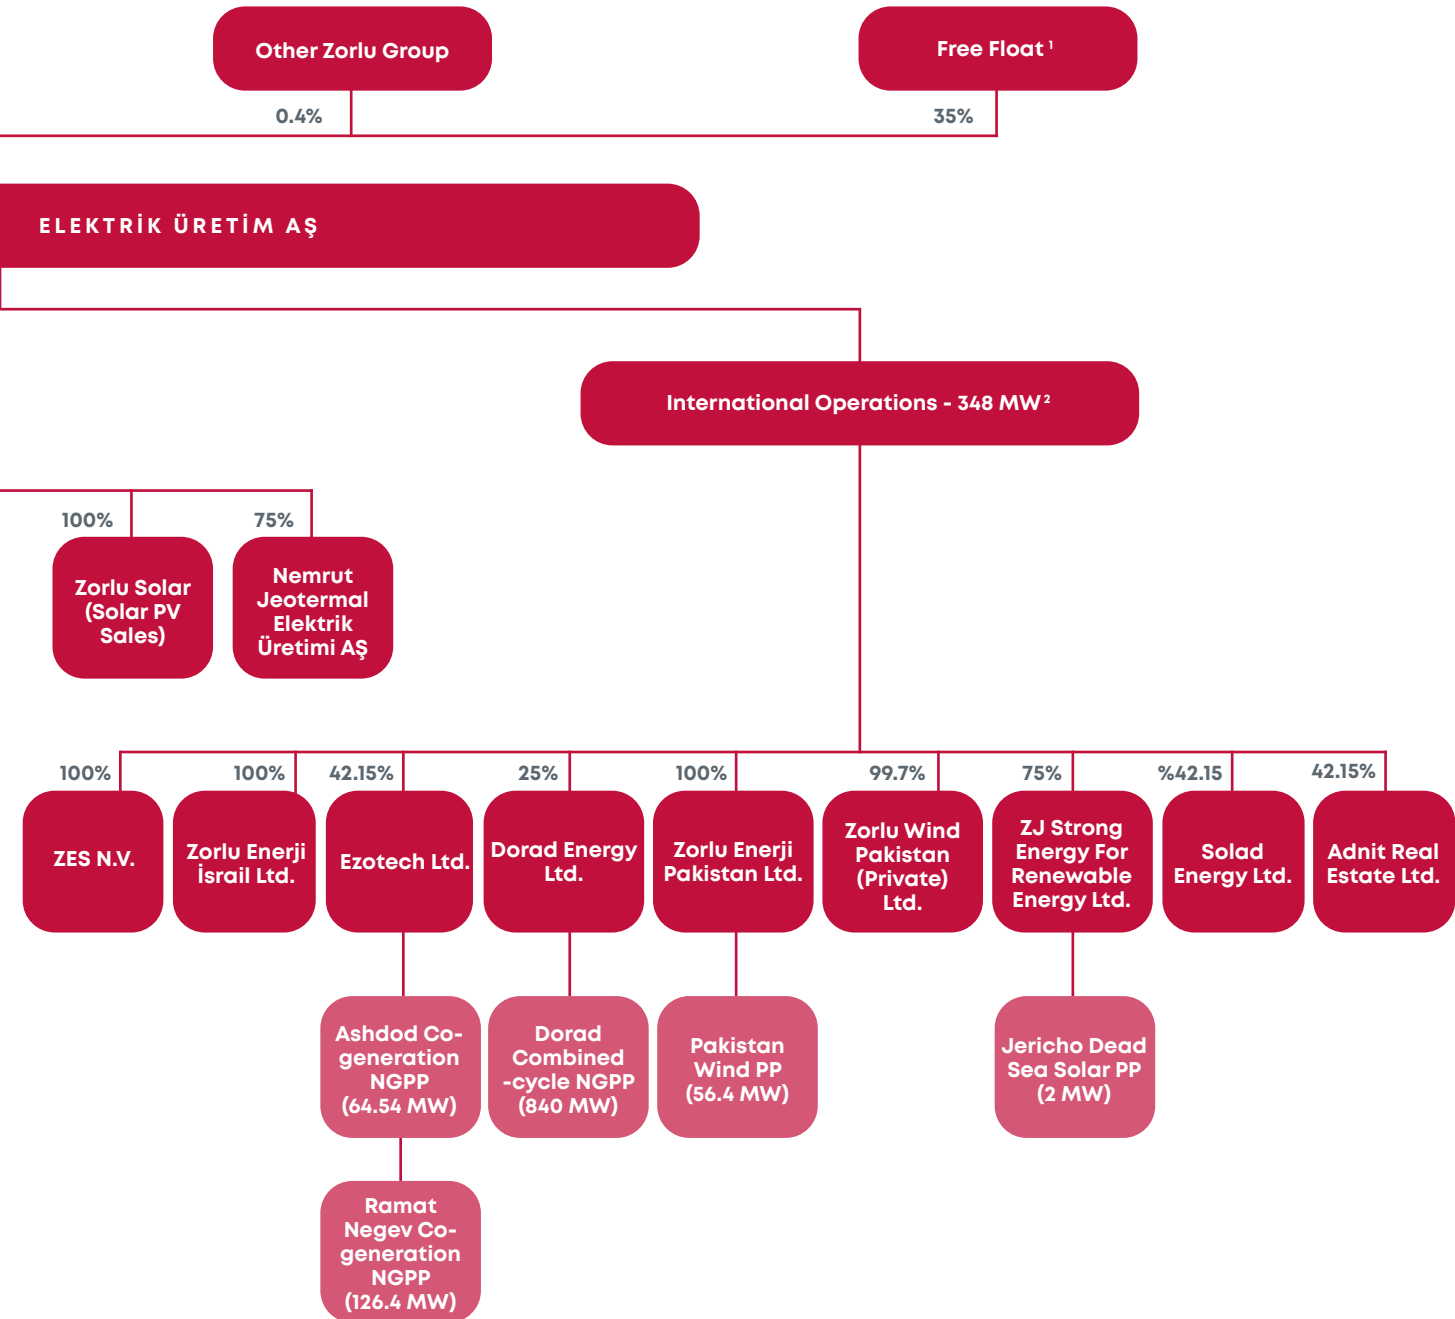 Other Zorlu Group
Free Float ¹
0.4%
35%
ELEKTRİK ÜRETİM AŞ
International Operations - 348 MW ²
100%
75%
Zorlu Solar
(Solar PV
Sales)
Nemrut
Jeotermal
Elektrik
Üretimi AŞ
100%
100%
42.15%
25%
100%
99.7%
75%
%42.15
42.15%
ZES N.V.
Zorlu Enerji
İsrail Ltd.
Ezotech Ltd.
Dorad Energy
Ltd.
Zorlu Enerji
Pakistan Ltd.
Zorlu Wind
Pakistan
(Private)
Ltd.
ZJ Strong
Energy For
Renewable
Energy Ltd.
Solad
Energy Ltd.
Adnit Real
Estate Ltd.
Ashdod Co-
generation
NGPP
(64.54 MW)
Dorad
Combined
-cycle NGPP
(840 MW)
Pakistan
Wind PP
(56.4 MW)
Jericho Dead
Sea Solar PP
(2 MW)
Ramat
Negev Co-
generation
NGPP
(126.4 MW)